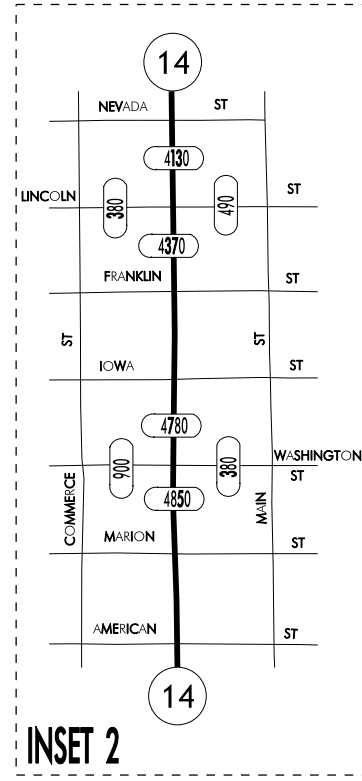 14
NEVADA ST
4130
LINCOLN 380 490 ST
4370
FRANKLIN ST
ST ST
IOWA ST
4780
900 380 WASHINGTON ST
4850
COMMERCE MAIN
MARION ST
AMERICAN ST
14
INSET 2